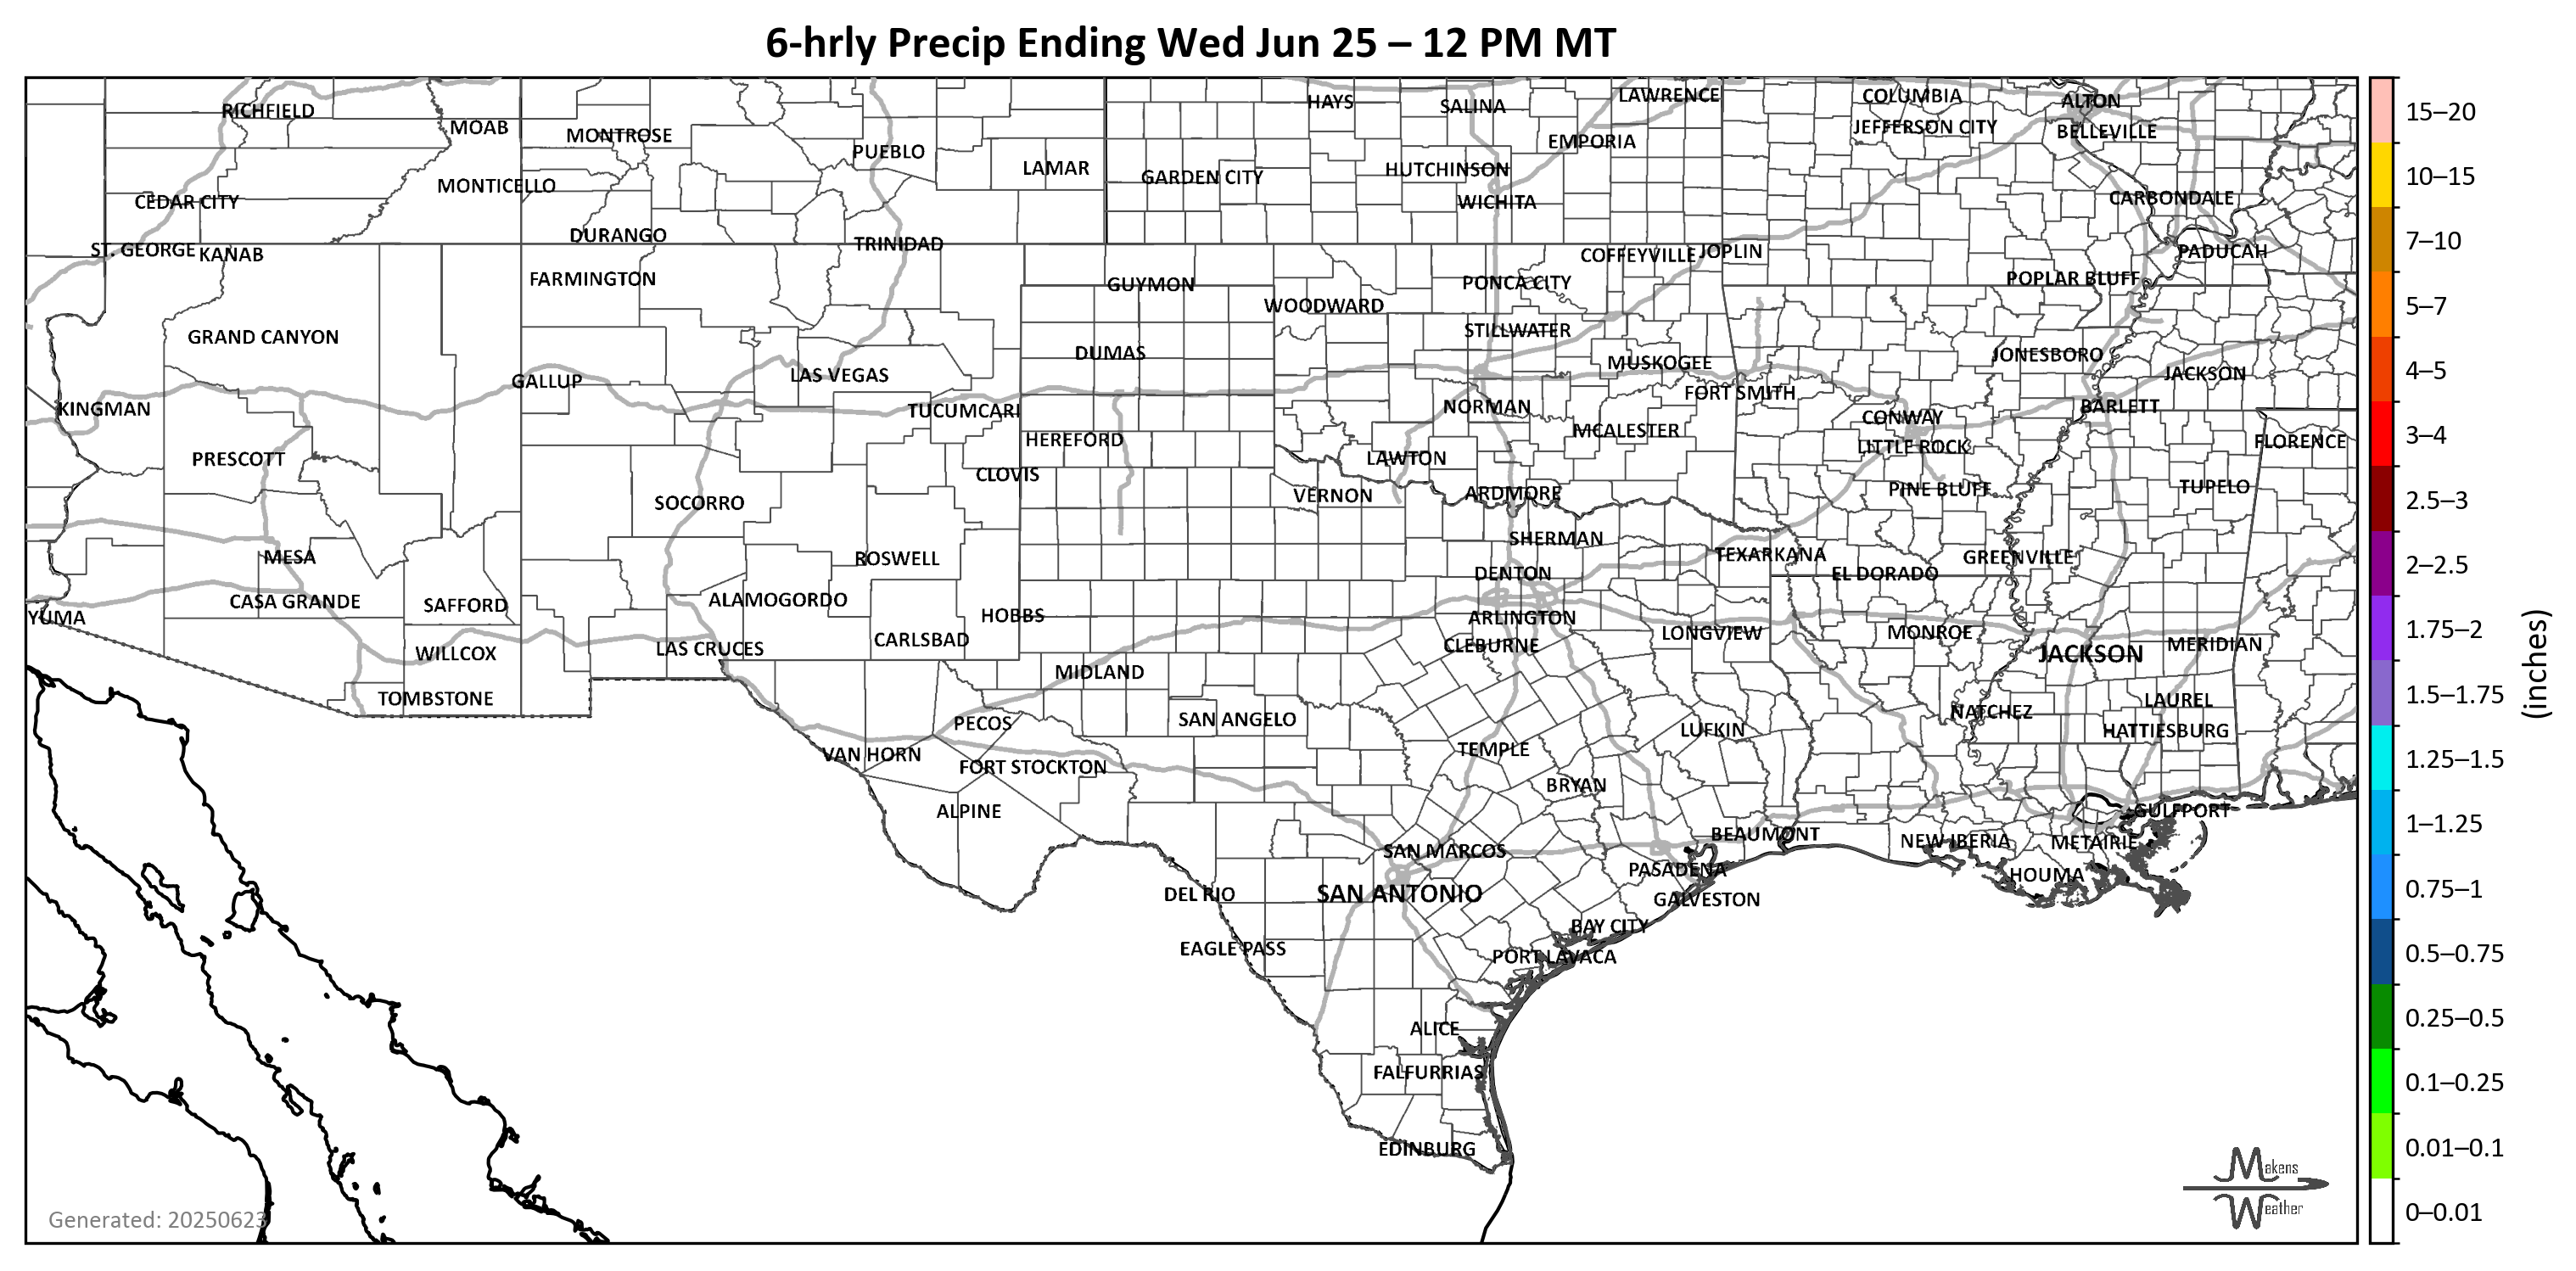 6-hrly Precip Ending Wed Jun 25 – 12 PM MT
RICHFIELD
MOAB
MONTROSE
PUEBLO
LAMAR
GARDEN CITY
HAYS
SALINA
LAWRENCE
COLUMBIA
ALTON
EMPORIA
JEFFERSON CITY
BELLEVILLE
HUTCHINSON
MONTICELLO
CEDAR CITY
WICHITA
CARBONDALE
ST. GEORGE
KANAB
DURANGO
TRINIDAD
COFFEYVILLE
JOPLIN
PADUCAH
FARMINGTON
GUYMON
PONCA CITY
POPLAR BLUFF
WOODWARD
GRAND CANYON
STILLWATER
DUMAS
MUSKOGEE
JONESBORO
GALLUP
LAS VEGAS
JACKSON
FORT SMITH
KINGMAN
TUCUMCARI
NORMAN
CONWAY
BARLETT
HEREFORD
MCALESTER
LITTLE ROCK
FLORENCE
PRESCOTT
LAWTON
CLOVIS
SOCORRO
VERNON
ARDMORE
PINE BLUFF
TUPELO
MESA
ROSWELL
SHERMAN
TEXARKANA
GREENVILLE
DENTON
EL DORADO
CASA GRANDE
SAFFORD
ALAMOGORDO
YUMA
HOBBS
ARLINGTON
CARLSBAD
CLEBURNE
LONGVIEW
MONROE
JACKSON
MERIDIAN
WILLCOX
LAS CRUCES
MIDLAND
TOMBSTONE
PECOS
SAN ANGELO
LUFKIN
NATCHEZ
LAUREL
HATTIESBURG
VAN HORN
FORT STOCKTON
TEMPLE
BRYAN
ALPINE
GULFPORT
BEAUMONT
NEW IBERIA
METAIRIE
SAN MARCOS
PASADENA
HOUMA
DEL RIO
SAN ANTONIO
GALVESTON
BAY CITY
EAGLE PASS
PORT LAVACA
ALICE
FALFURRIAS
EDINBURG
Generated: 20250623
Makens
Weather
15–20
10–15
7–10
5–7
4–5
3–4
2.5–3
2–2.5
1.75–2
1.5–1.75
1.25–1.5
1–1.25
0.75–1
0.5–0.75
0.25–0.5
0.1–0.25
0.01–0.1
0–0.01
(inches)